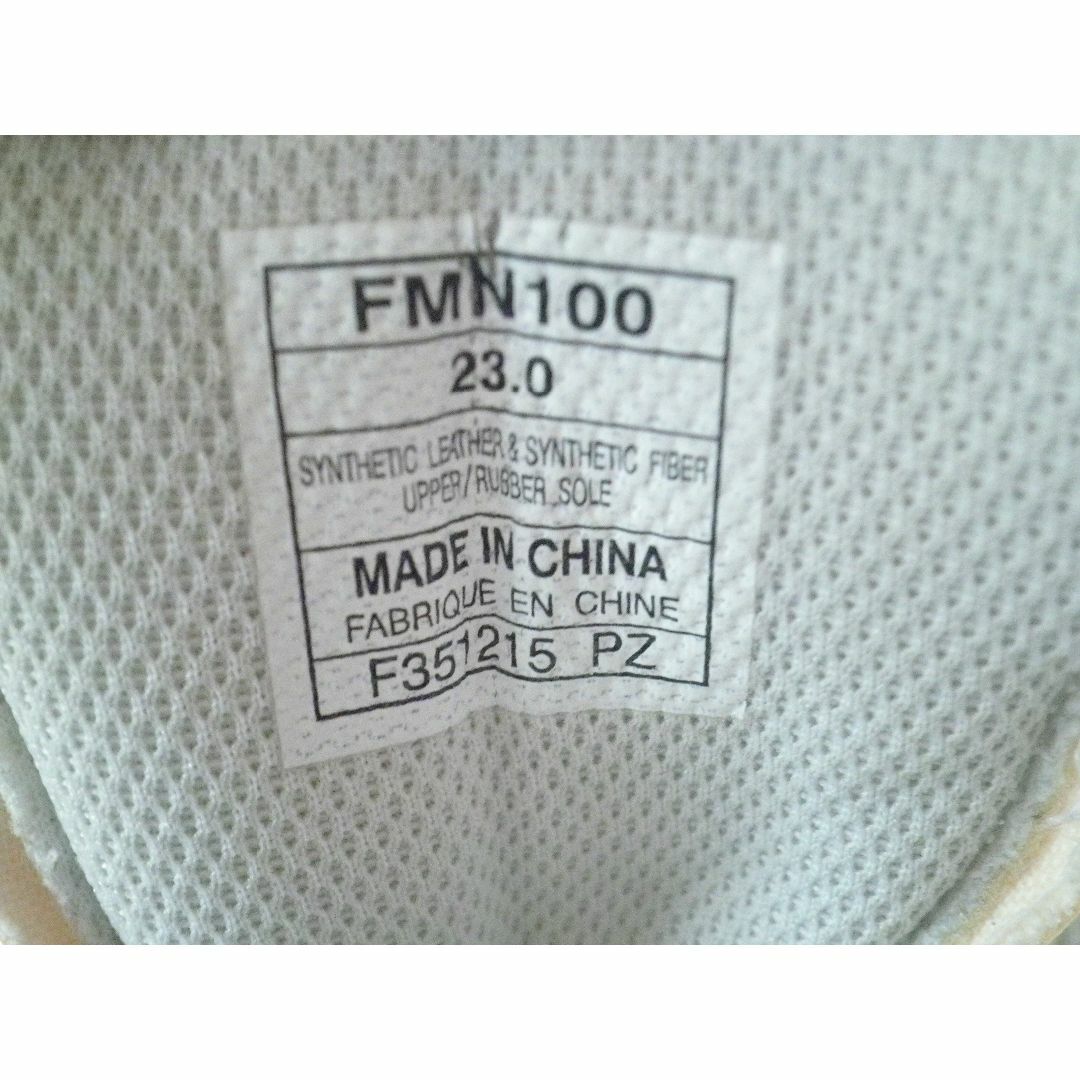 FMN100
23.0
SYNTHETIC LEATHER & SYNTHETIC FIBER
UPPER/RUBBER SOLE
MADE IN CHINA
FABRIQUE EN CHINE
F351215 PZ